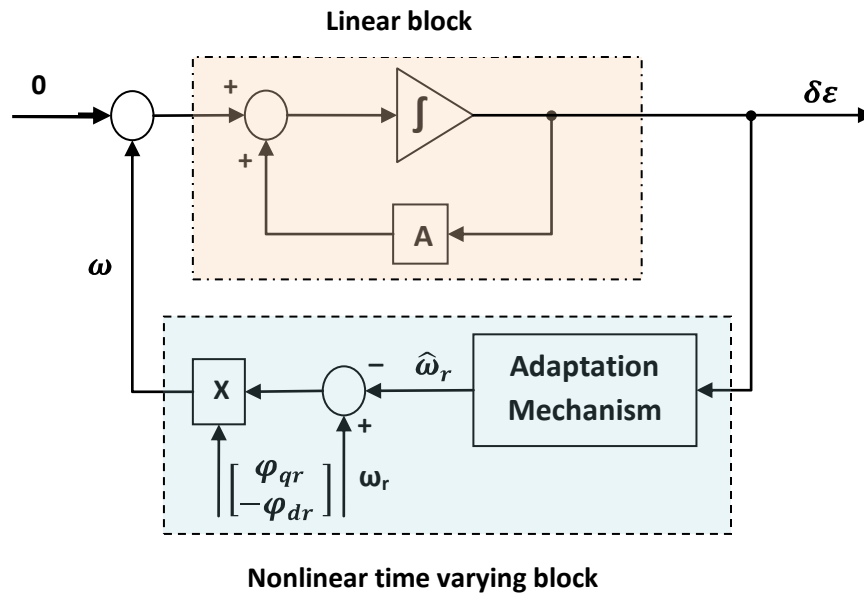 Linear block
0
+
∫
δε
+
A
ω
Adaptation
Mechanism
ω̂r
−
X
+
[φqr
−φdr]
ωr
Nonlinear time varying block